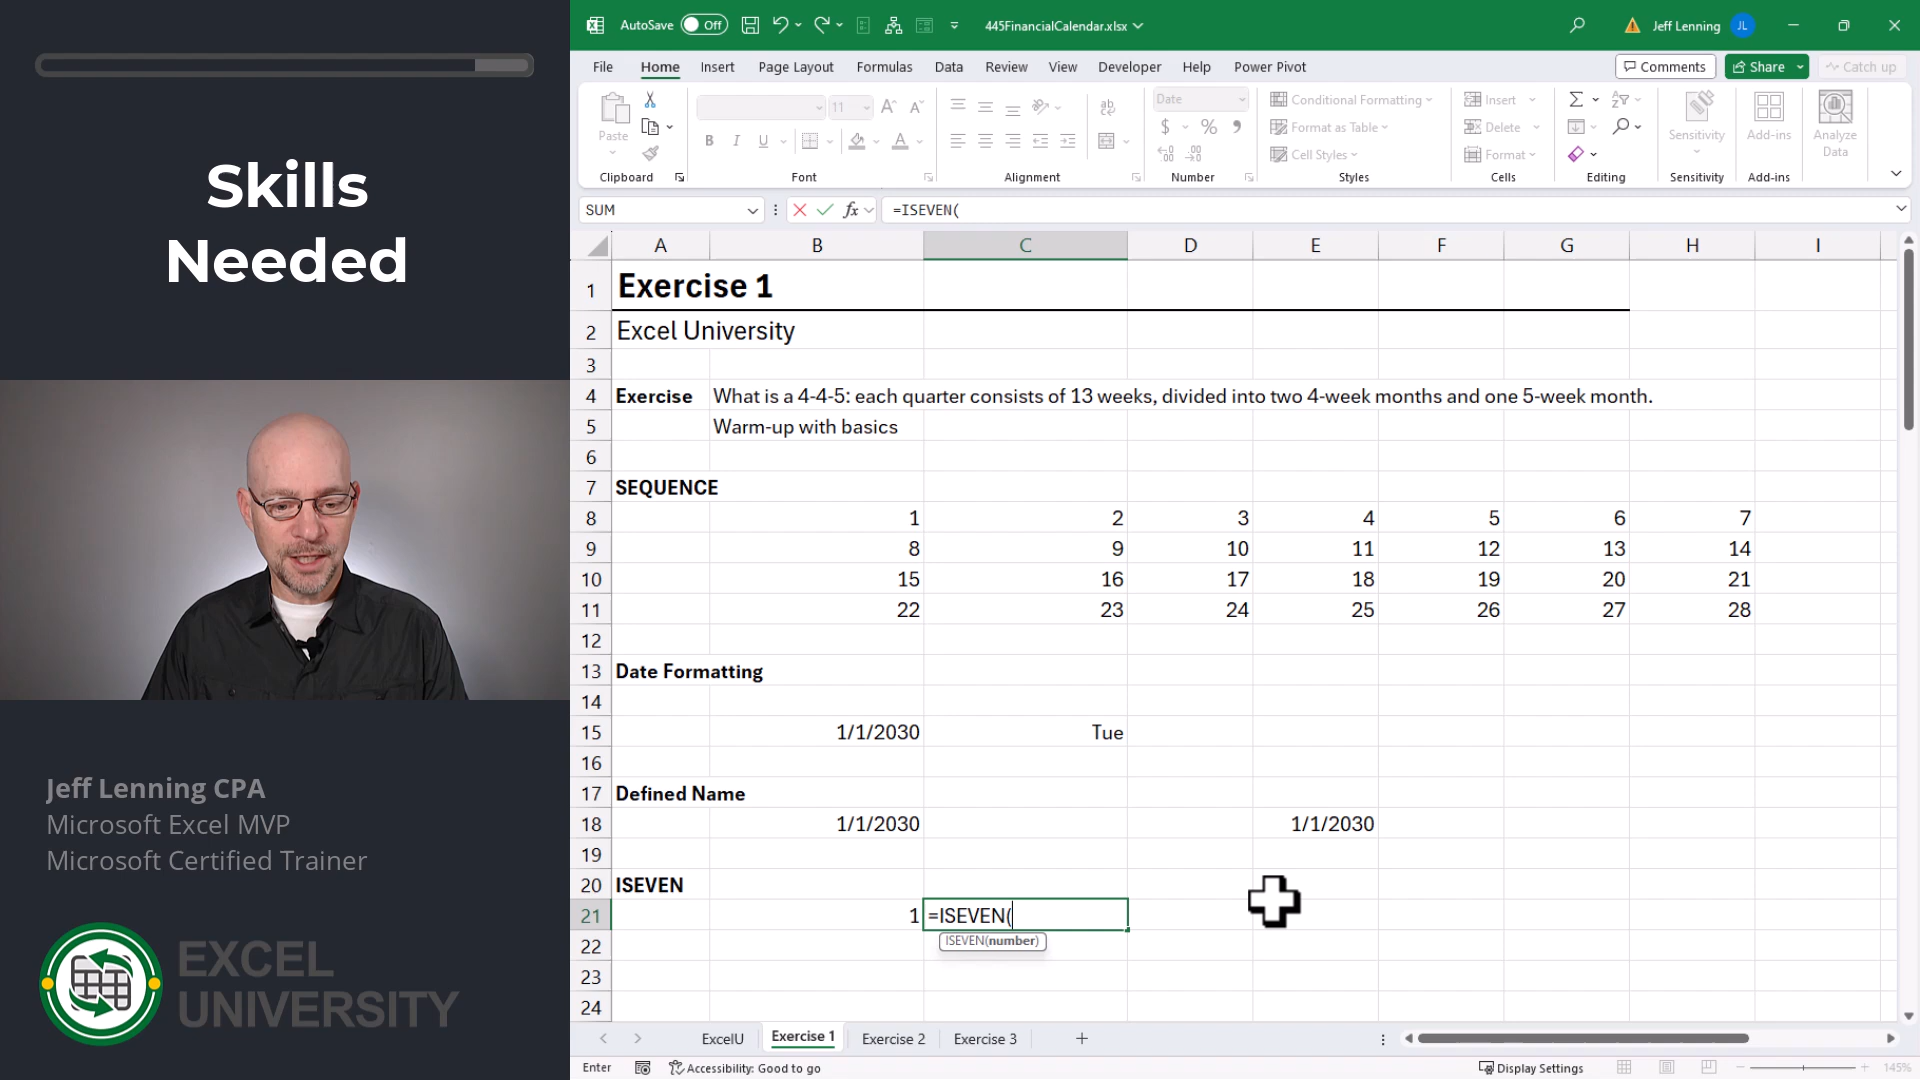 Skills
Needed
Jeff Lenning CPA
Microsoft Excel MVP
Microsoft Certified Trainer
EXCEL
UNIVERSITY
AutoSave Off
445FinancialCalendar.xlsx
Jeff Lenning JL
File Home Insert Page Layout Formulas Data Review View Developer Help Power Pivot
Comments Share Catch up
Paste
11
B I U
Date
$ % 9
Conditional Formatting
Format as Table
Cell Styles
Insert
Delete
Format
Sensitivity
Add-ins
Analyze
Data
Clipboard Font Alignment Number Styles Cells Editing Sensitivity Add-ins
SUM fx =ISEVEN(
A B C D E F G H I
1 Exercise 1
2 Excel University
3
4 Exercise What is a 4-4-5: each quarter consists of 13 weeks, divided into two 4-week months and one 5-week month.
5 Warm-up with basics
6
7 SEQUENCE
8 1 2 3 4 5 6 7
9 8 9 10 11 12 13 14
10 15 16 17 18 19 20 21
11 22 23 24 25 26 27 28
12
13 Date Formatting
14
15 1/1/2030 Tue
16
17 Defined Name
18 1/1/2030 1/1/2030
19
20 ISEVEN
21 1 =ISEVEN(
22 ISEVEN(number)
23
24
ExcelU Exercise 1 Exercise 2 Exercise 3
Enter Accessibility: Good to go Display Settings 145%